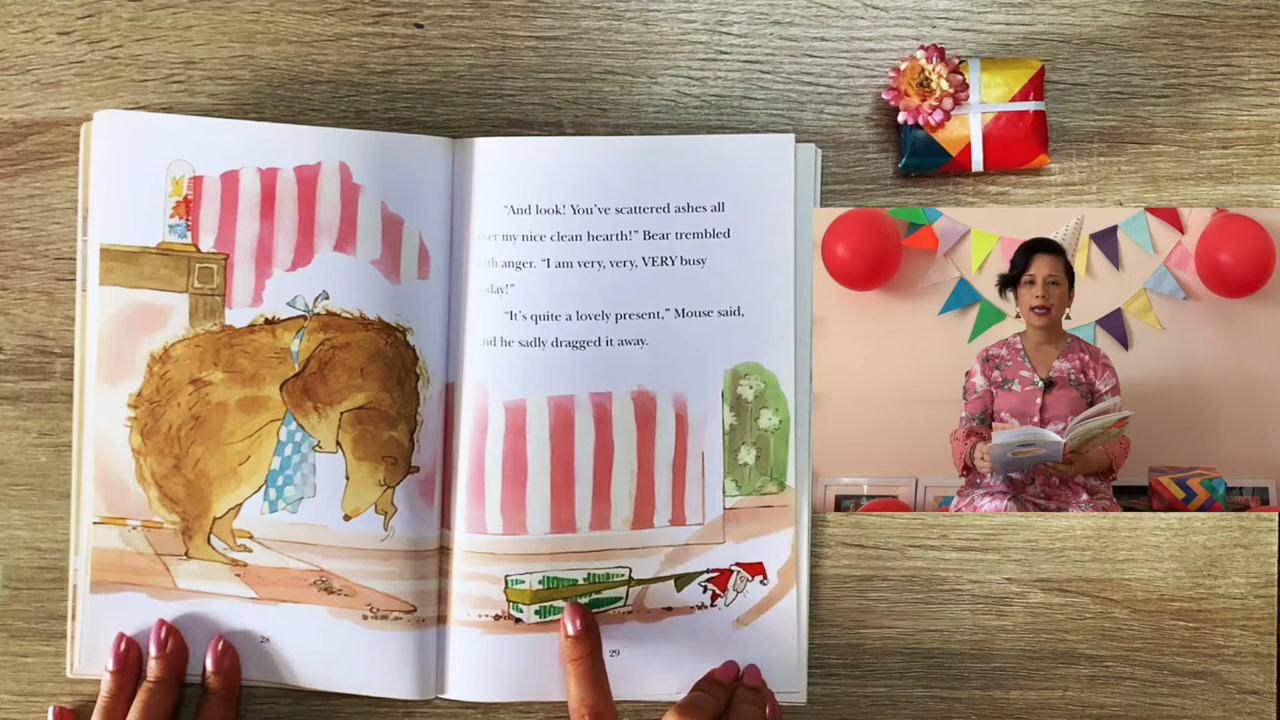 "And look! You've scattered ashes all
my nice clean hearth!" Bear trembled
anger. "I am very, very, VERY busy
"It's quite a lovely present," Mouse said,
he sadly dragged it away.
28
29